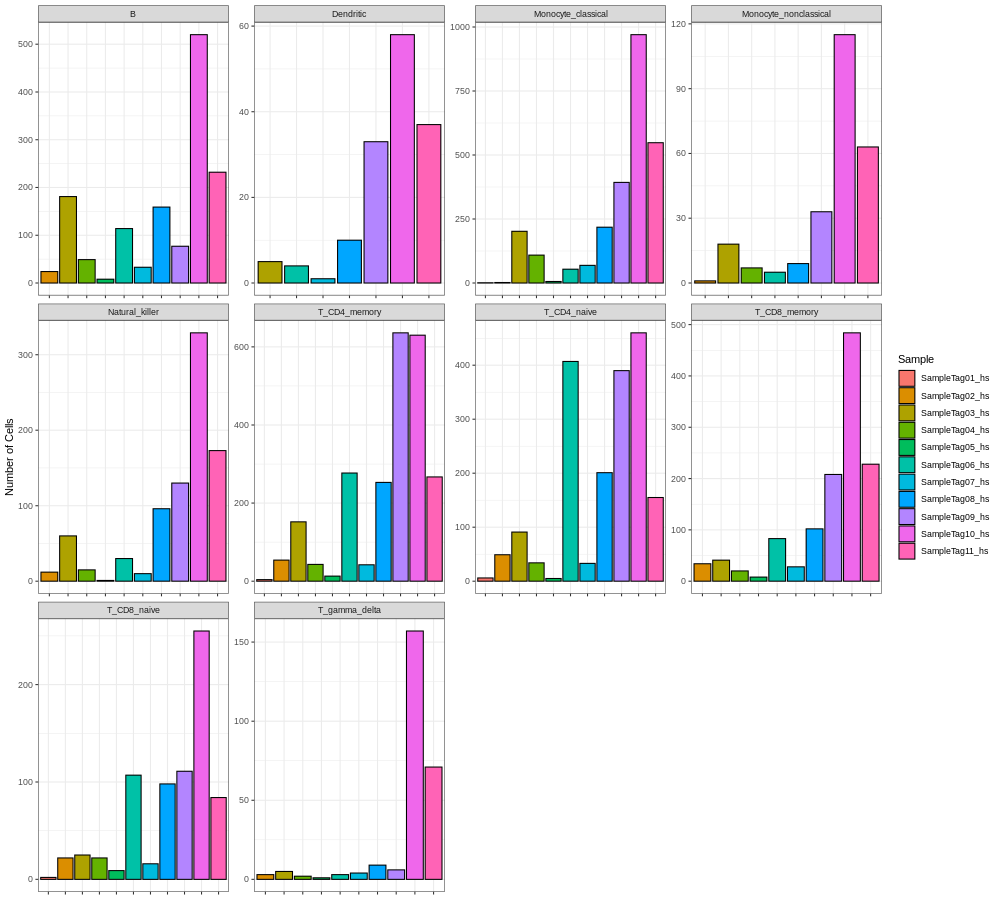 B
Dendritic
Monocyte_classical
Monocyte_nonclassical
500
400
300
200
100
0
60
40
20
0
1000
750
500
250
0
120
90
60
30
0
Natural_killer
T_CD4_memory
T_CD4_naive
T_CD8_memory
300
200
100
0
600
400
200
0
400
300
200
100
0
500
400
300
200
100
0
T_CD8_naive
T_gamma_delta
200
100
0
150
100
50
0
Number of Cells
Sample
SampleTag01_hs
SampleTag02_hs
SampleTag03_hs
SampleTag04_hs
SampleTag05_hs
SampleTag06_hs
SampleTag07_hs
SampleTag08_hs
SampleTag09_hs
SampleTag10_hs
SampleTag11_hs